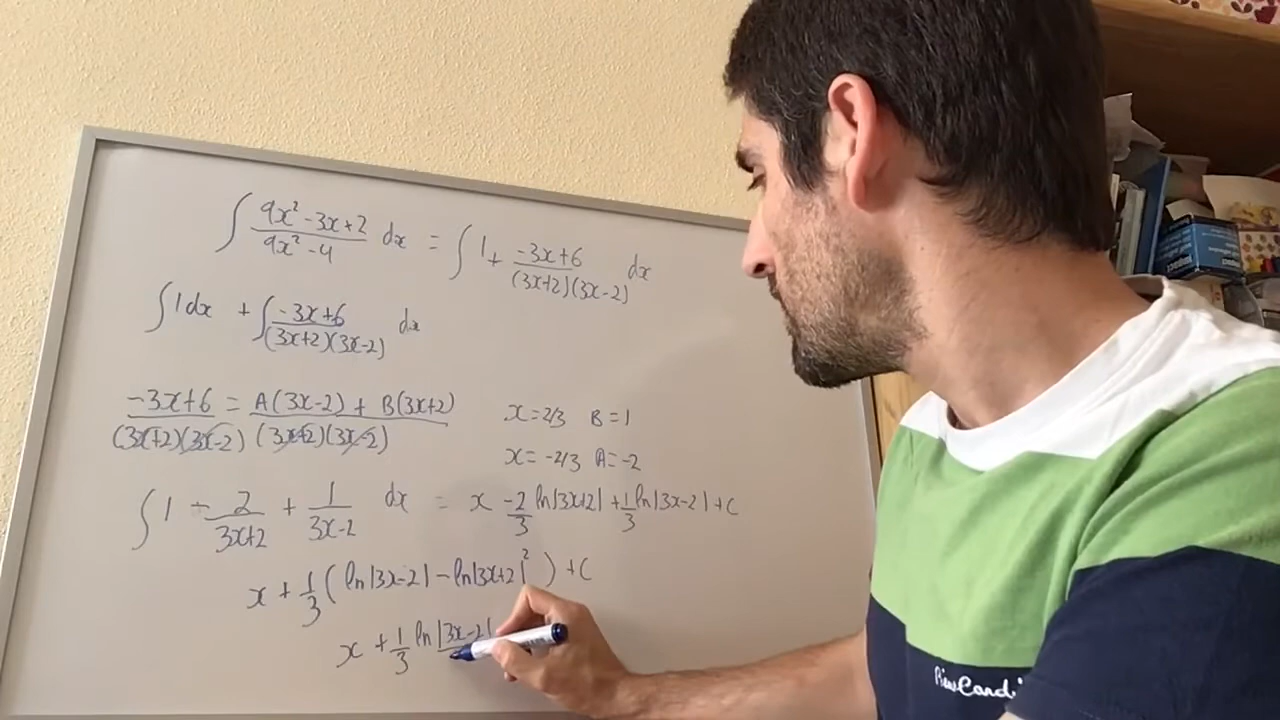 ∫ 9x² - 3x + 2 / 9x² - 4 dx = ∫ 1 + -3x + 6 / (3x+2)(3x-2) dx
∫ 1 dx + ∫ -3x + 6 / (3x+2)(3x-2) dx
-3x + 6 / (3x+2)(3x-2) = A(3x-2) + B(3x+2) / (3x+2)(3x-2) x = 2/3 B = 1
x = -2/3 A = -2
∫ 1 - 2 / 3x+2 + 1 / 3x-2 dx = x - 2/3 ln|3x+2| + 1/3 ln|3x-2| + C
x + 1/3 ( ln|3x-2| - ln|3x+2|² ) + C
x + 1/3 ln |3x-2|